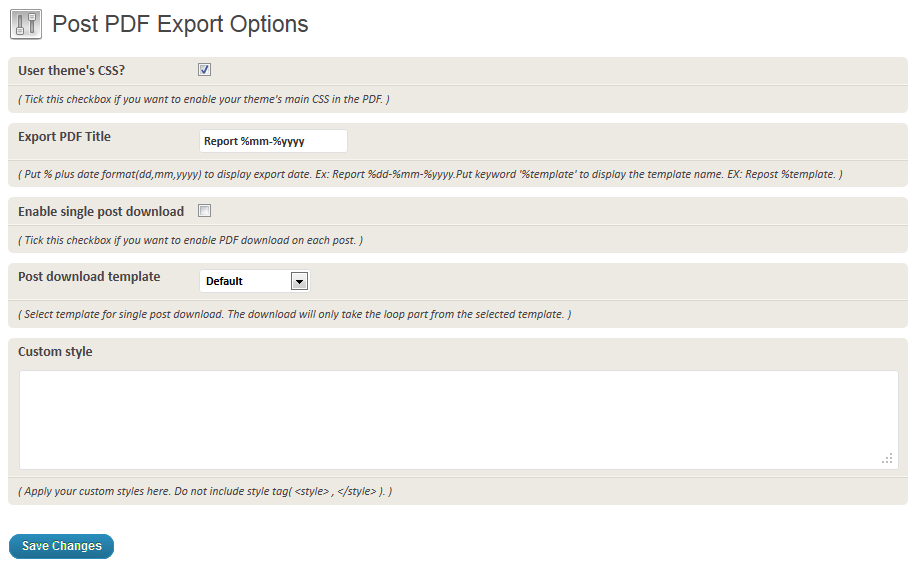 Post PDF Export Options
User theme's CSS?
( Tick this checkbox if you want to enable your theme's main CSS in the PDF. )
Export PDF Title Report %mm-%yyyy
( Put % plus date format(dd,mm,yyyy) to display export date. Ex: Report %dd-%mm-%yyyy.Put keyword '%template' to display the template name. EX: Repost %template. )
Enable single post download
( Tick this checkbox if you want to enable PDF download on each post. )
Post download template Default
( Select template for single post download. The download will only take the loop part from the selected template. )
Custom style
( Apply your custom styles here. Do not include style tag( <style> , </style> ). )
Save Changes